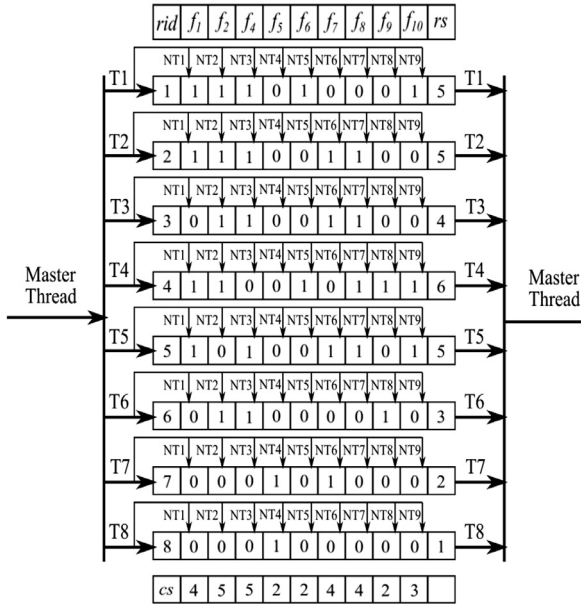 rid f1 f2 f4 f5 f6 f7 f8 f9 f10 rs
NT1 NT2 NT3 NT4 NT5 NT6 NT7 NT8 NT9
T1 1 1 1 1 0 1 0 0 0 1 5 T1
NT1 NT2 NT3 NT4 NT5 NT6 NT7 NT8 NT9
T2 2 1 1 1 0 0 1 1 0 0 5 T2
NT1 NT2 NT3 NT4 NT5 NT6 NT7 NT8 NT9
T3 3 0 1 1 0 0 1 1 0 0 4 T3
Master
Thread
NT1 NT2 NT3 NT4 NT5 NT6 NT7 NT8 NT9
T4 4 1 1 0 0 1 0 1 1 1 6 T4
Master
Thread
NT1 NT2 NT3 NT4 NT5 NT6 NT7 NT8 NT9
T5 5 1 0 1 0 0 1 1 0 1 5 T5
NT1 NT2 NT3 NT4 NT5 NT6 NT7 NT8 NT9
T6 6 0 1 1 0 0 0 0 1 0 3 T6
NT1 NT2 NT3 NT4 NT5 NT6 NT7 NT8 NT9
T7 7 0 0 0 1 0 1 0 0 0 2 T7
NT1 NT2 NT3 NT4 NT5 NT6 NT7 NT8 NT9
T8 8 0 0 0 1 0 0 0 0 0 1 T8
cs 4 5 5 2 2 4 4 2 3